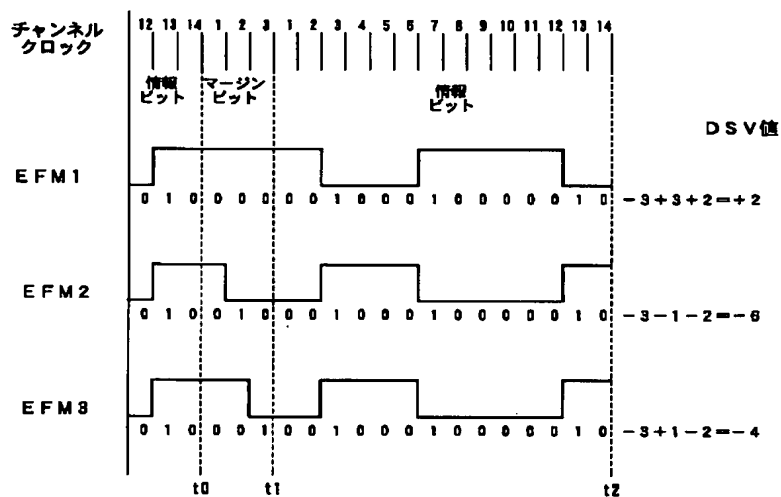 チャンネル
クロック
12 13 14 1 2 3 1 2 3 4 5 6 7 8 9 10 11 12 13 14
情報
ビット
マージン
ビット
情報
ビット
DSV値
EFM1
0 1 0 0 0 0 0 1 0 0 0 1 0 0 0 0 0 1 0 -3+3+2=+2
EFM2
0 1 0 0 1 0 0 0 1 0 0 0 1 0 0 0 0 0 1 0 -3-1-2=-6
EFM3
0 1 0 0 0 1 0 0 1 0 0 0 1 0 0 0 0 0 1 0 -3+1-2=-4
t0 t1 t2